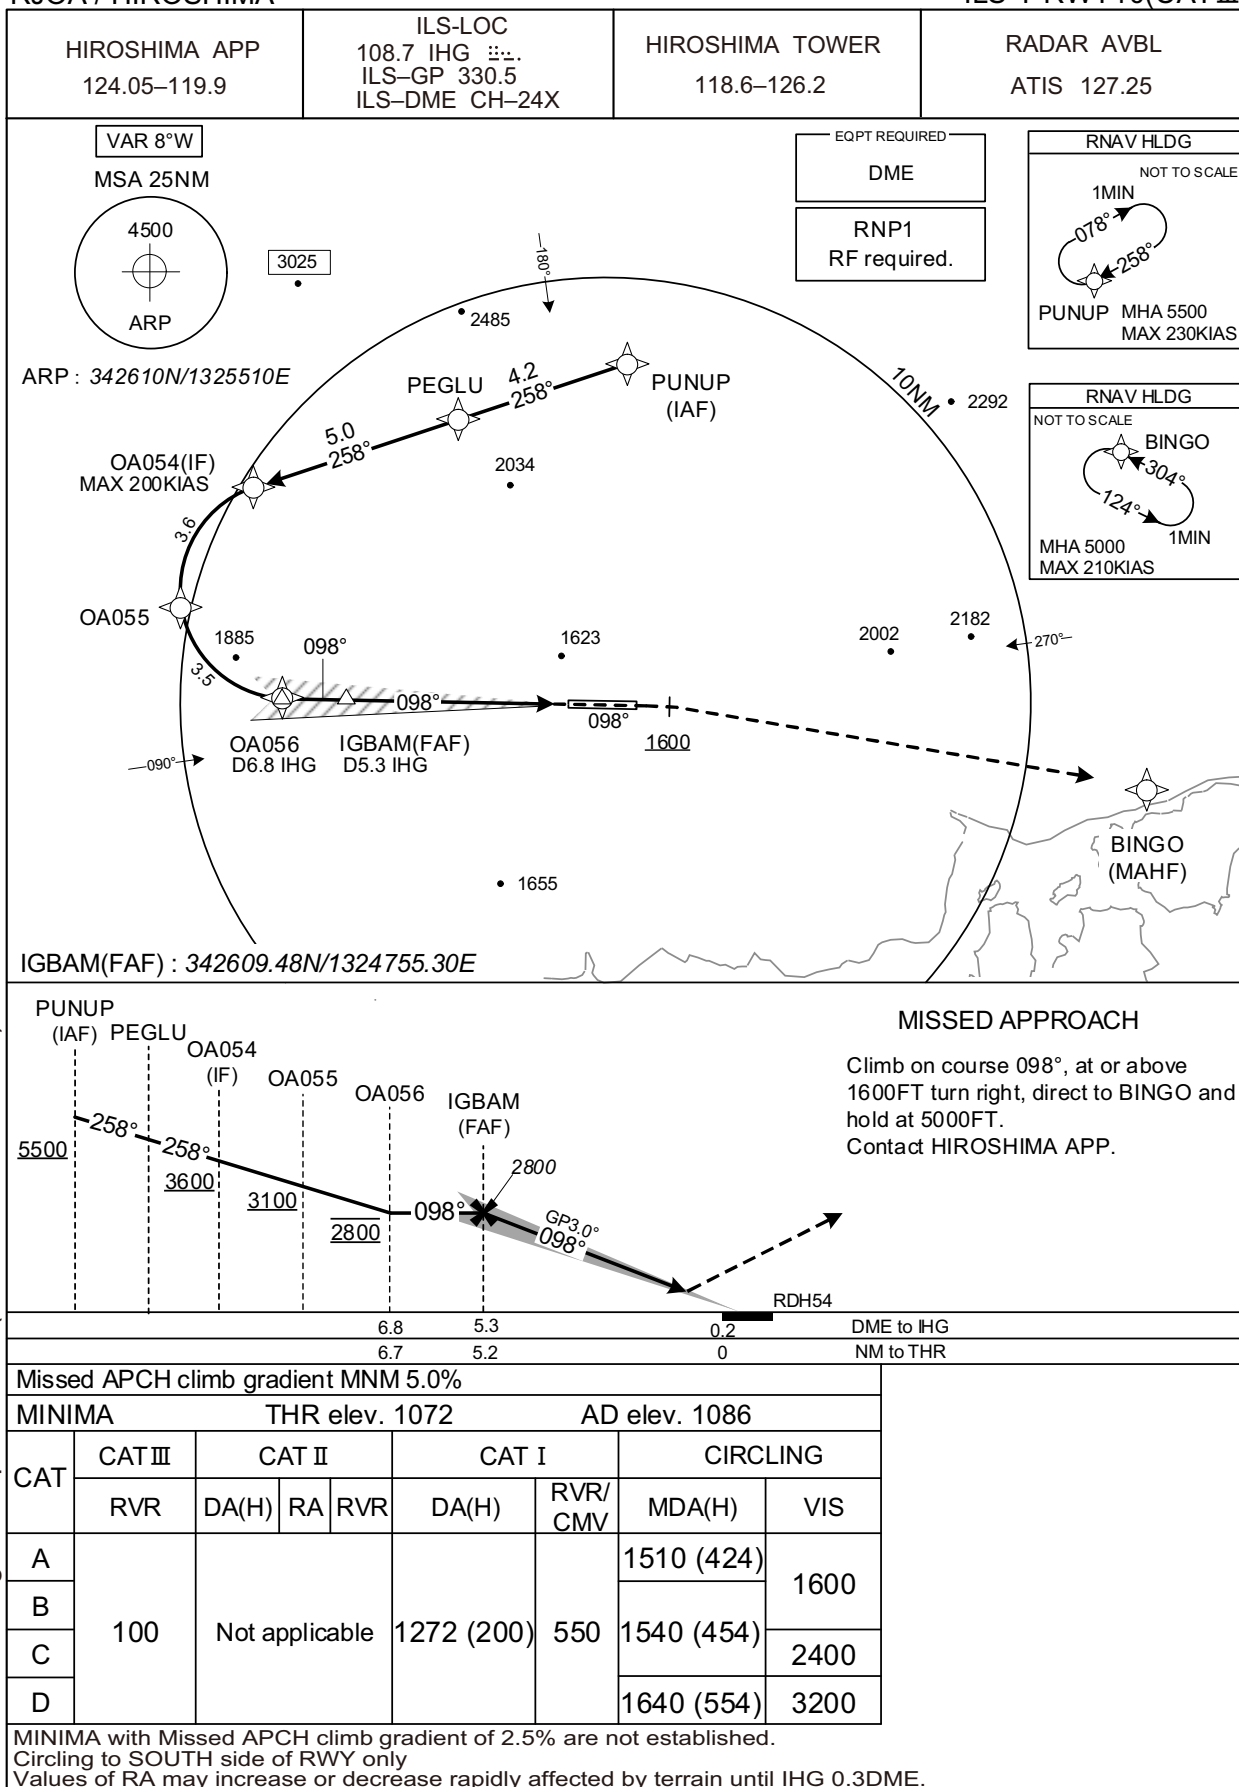 HIROSHIMA APP
124.05–119.9
ILS-LOC
108.7 IHG
ILS–GP 330.5
ILS–DME CH–24X
HIROSHIMA TOWER
118.6–126.2
RADAR AVBL
ATIS 127.25
VAR 8°W
MSA 25NM
4500
ARP
ARP : 342610N/1325510E
3025
180°
2485
EQPT REQUIRED
DME
RNP1
RF required.
RNAV HLDG
NOT TO SCALE
1MIN
078°
258°
PUNUP
MHA 5500
MAX 230KIAS
PEGLU
4.2
258°
PUNUP
(IAF)
10NM
2292
RNAV HLDG
NOT TO SCALE
BINGO
304°
124°
1MIN
MHA 5000
MAX 210KIAS
5.0
258°
OA054(IF)
MAX 200KIAS
2034
3.6
OA055
1885
098°
1623
2002
2182
270°
3.5
098°
098°
1600
OA056
D6.8 IHG
IGBAM(FAF)
D5.3 IHG
090°
BINGO
(MAHF)
1655
IGBAM(FAF) : 342609.48N/1324755.30E
PUNUP
(IAF)
PEGLU
OA054
(IF)
OA055
OA056
IGBAM
(FAF)
MISSED APPROACH
Climb on course 098°, at or above
1600FT turn right, direct to BINGO and
hold at 5000FT.
Contact HIROSHIMA APP.
258°
258°
5500
3600
3100
2800
098°
2800
GP3.0°
098°
RDH54
6.8 5.3 0.2 DME to IHG
6.7 5.2 0 NM to THR
Missed APCH climb gradient MNM 5.0%
MINIMA THR elev. 1072 AD elev. 1086
CAT CATⅢ CATⅡ CAT I CIRCLING
RVR DA(H) RA RVR DA(H) RVR/CMV MDA(H) VIS
A 1510 (424) 1600
B
100 Not applicable 1272 (200) 550 1540 (454)
C 2400
D 1640 (554) 3200
MINIMA with Missed APCH climb gradient of 2.5% are not established.
Circling to SOUTH side of RWY only
Values of RA may increase or decrease rapidly affected by terrain until IHG 0.3DME.